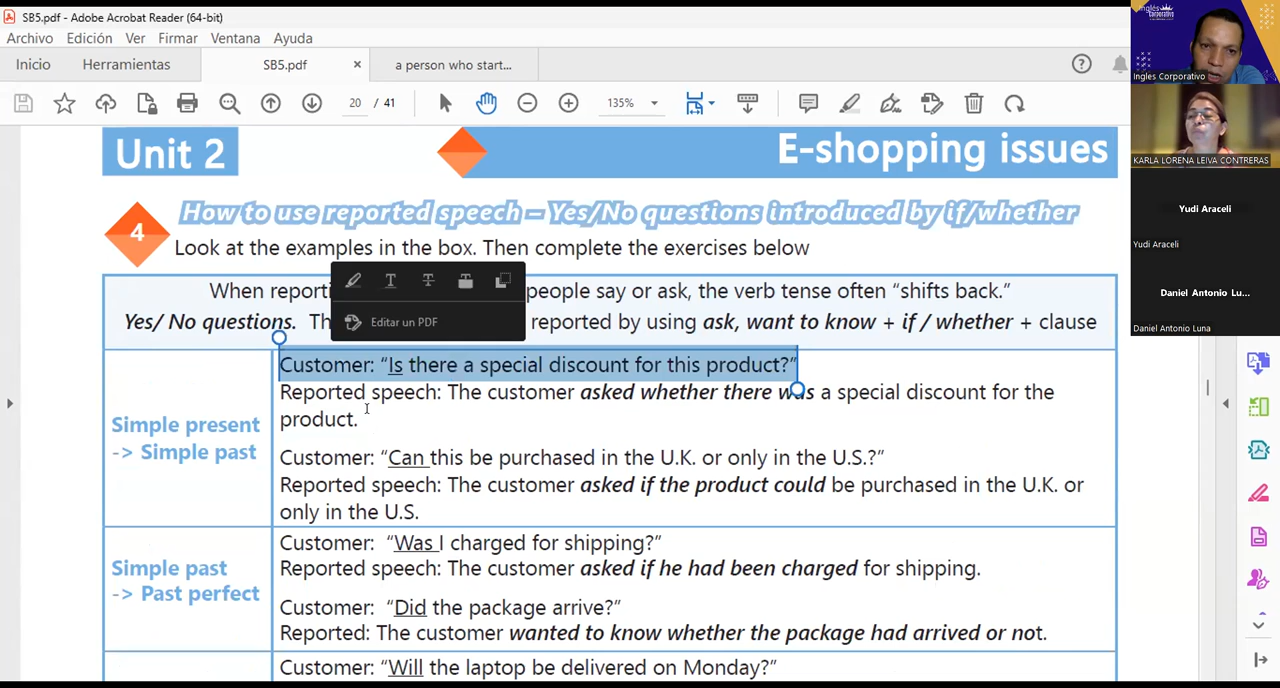 SB5.pdf - Adobe Acrobat Reader (64-bit)
Archivo Edición Ver Firmar Ventana Ayuda
Inicio Herramientas SB5.pdf × a person who start...
20 / 41 135%
Unit 2 E-shopping issues
4 How to use reported speech – Yes/No questions introduced by if/whether
Look at the examples in the box. Then complete the exercises below
When people say or ask, the verb tense often “shifts back.”
Yes/ No questions. reported by using ask, want to know + if / whether + clause
Editar un PDF
Simple present
-> Simple past
Customer: “Is there a special discount for this product?”
Reported speech: The customer asked whether there was a special discount for the
product.
Customer: “Can this be purchased in the U.K. or only in the U.S.?”
Reported speech: The customer asked if the product could be purchased in the U.K. or
only in the U.S.
Simple past
-> Past perfect
Customer: “Was I charged for shipping?”
Reported speech: The customer asked if he had been charged for shipping.
Customer: “Did the package arrive?”
Reported: The customer wanted to know whether the package had arrived or not.
Customer: “Will the laptop be delivered on Monday?”
Inglés
Corporativo
Ingles Corporativo
KARLA LORENA LEIVA CONTRERAS
Yudi Araceli
Yudi Araceli
Daniel Antonio Lu...
Daniel Antonio Luna